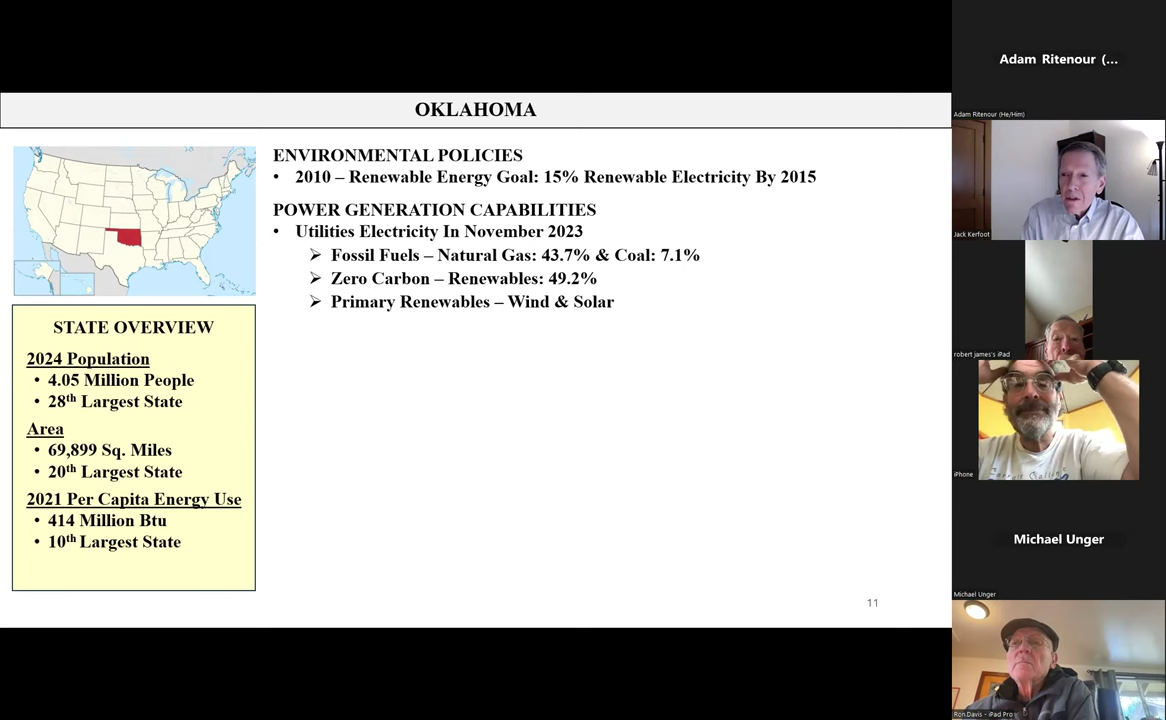 OKLAHOMA
ENVIRONMENTAL POLICIES
• 2010 – Renewable Energy Goal: 15% Renewable Electricity By 2015
POWER GENERATION CAPABILITIES
• Utilities Electricity In November 2023
➢ Fossil Fuels – Natural Gas: 43.7% & Coal: 7.1%
➢ Zero Carbon – Renewables: 49.2%
➢ Primary Renewables – Wind & Solar
STATE OVERVIEW
2024 Population
• 4.05 Million People
• 28th Largest State
Area
• 69,899 Sq. Miles
• 20th Largest State
2021 Per Capita Energy Use
• 414 Million Btu
• 10th Largest State
11
Adam Ritenour (...
Adam Ritenour (He/Him)
Jack Kerfoot
robert james's iPad
iPhone
Michael Unger
Michael Unger
Ron Davis - iPad Pro